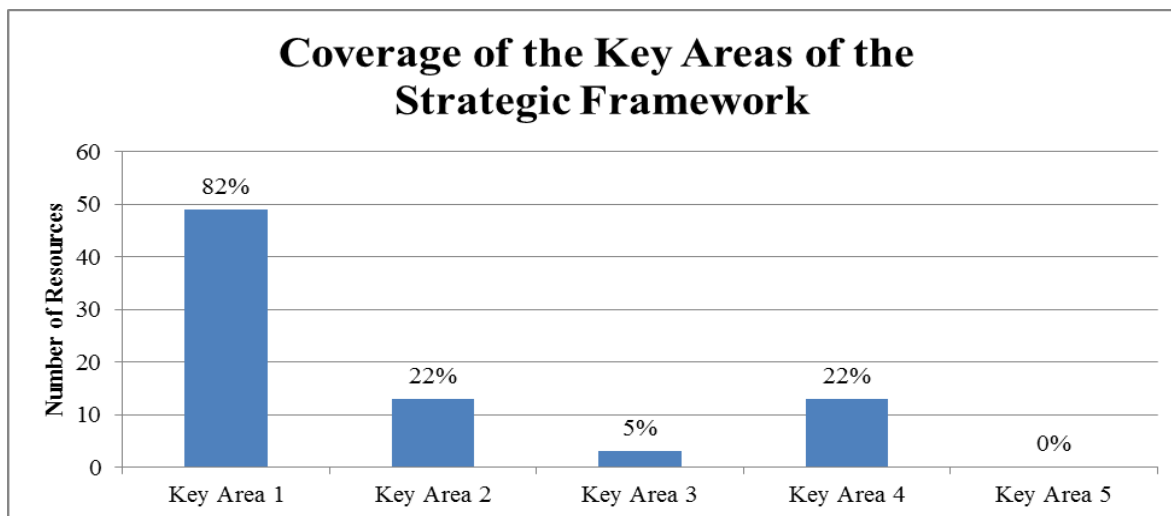 Coverage of the Key Areas of the
Strategic Framework
Number of Resources
60
50
40
30
20
10
0
82%
22%
5%
22%
0%
Key Area 1
Key Area 2
Key Area 3
Key Area 4
Key Area 5